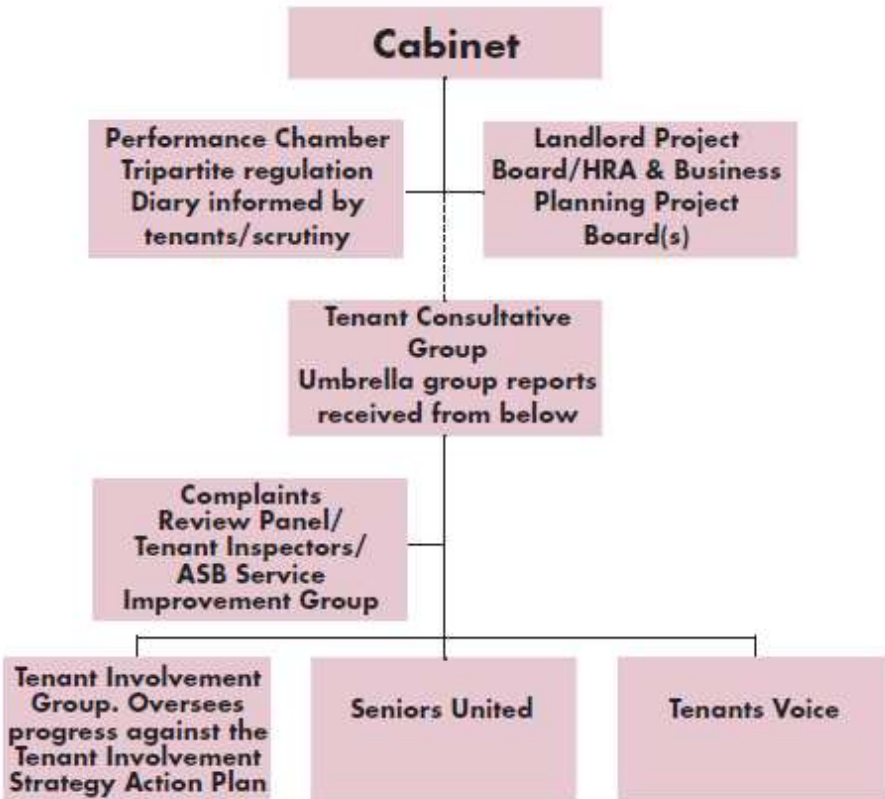 Cabinet
Performance Chamber
Tripartite regulation
Diary informed by
tenants/scrutiny
Landlord Project
Board/HRA & Business
Planning Project
Board(s)
Tenant Consultative
Group
Umbrella group reports
received from below
Complaints
Review Panel/
Tenant Inspectors/
ASB Service
Improvement Group
Tenant Involvement
Group. Oversees
progress against the
Tenant Involvement
Strategy Action Plan
Seniors United
Tenants Voice